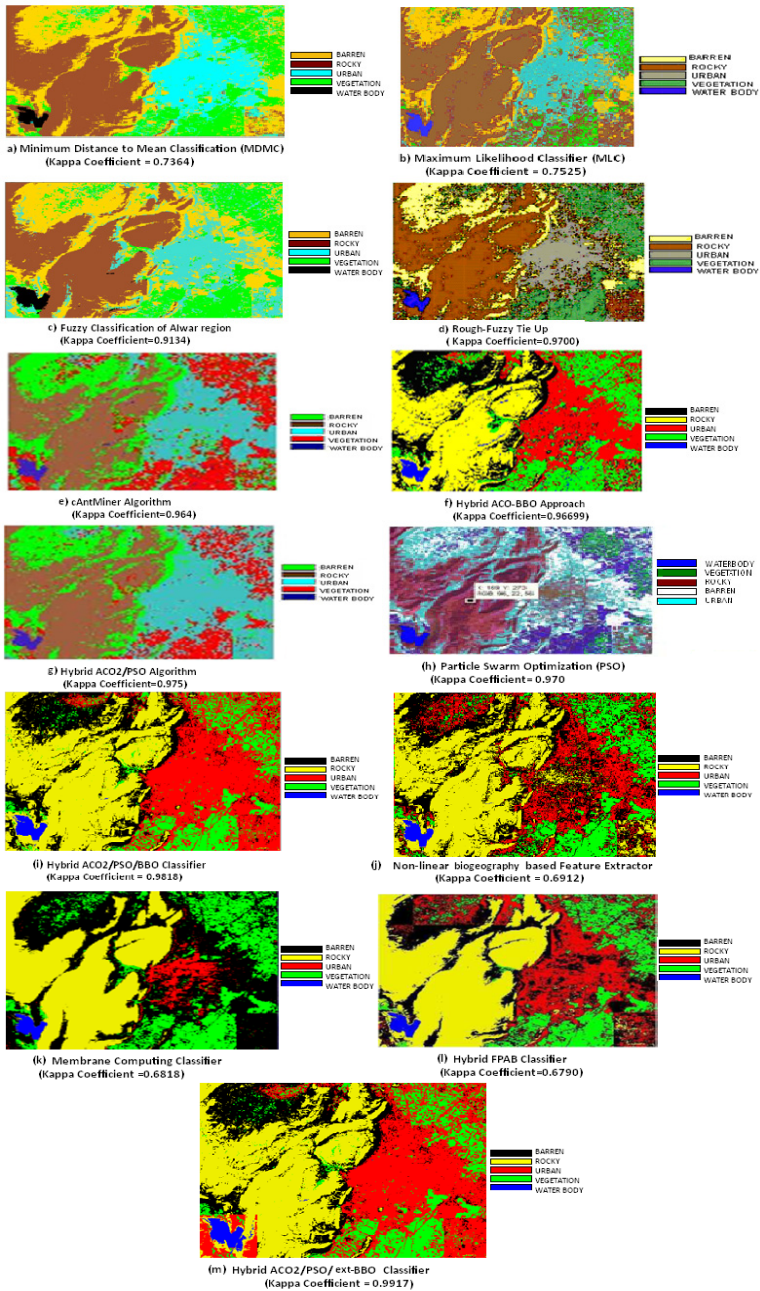 BARREN
ROCKY
URBAN
VEGETATION
WATER BODY
a) Minimum Distance to Mean Classification (MDMC)
(Kappa Coefficient = 0.7364)
BARREN
ROCKY
URBAN
VEGETATION
WATER BODY
b) Maximum Likelihood Classifier (MLC)
(Kappa Coefficient = 0.7525)
BARREN
ROCKY
URBAN
VEGETATION
WATER BODY
c) Fuzzy Classification of Alwar region
(Kappa Coefficient=0.9134)
BARREN
ROCKY
URBAN
VEGETATION
WATER BODY
d) Rough-Fuzzy Tie Up
( Kappa Coefficient=0.9700)
BARREN
ROCKY
URBAN
VEGETATION
WATER BODY
e) cAntMiner Algorithm
(Kappa Coefficient=0.964)
BARREN
ROCKY
URBAN
VEGETATION
WATER BODY
f) Hybrid ACO-BBO Approach
(Kappa Coefficient=0.96699)
BARREN
ROCKY
URBAN
VEGETATION
WATER BODY
g) Hybrid ACO2/PSO Algorithm
(Kappa Coefficient=0.975)
WATERBODY
VEGETATION
ROCKY
BARREN
URBAN
(h) Particle Swarm Optimization (PSO)
(Kappa Coefficient= 0.970
BARREN
ROCKY
URBAN
VEGETATION
WATER BODY
(i) Hybrid ACO2/PSO/BBO Classifier
(Kappa Coefficient = 0.9818)
BARREN
ROCKY
URBAN
VEGETATION
WATER BODY
(j) Non-linear biogeography based Feature Extractor
(Kappa Coefficient = 0.6912)
BARREN
ROCKY
URBAN
VEGETATION
WATER BODY
(k) Membrane Computing Classifier
(Kappa Coefficient =0.6818)
BARREN
ROCKY
URBAN
VEGETATION
WATER BODY
(l) Hybrid FPAB Classifier
(Kappa Coefficient=0.6790)
BARREN
ROCKY
URBAN
VEGETATION
WATER BODY
(m) Hybrid ACO2/PSO/ext-BBO Classifier
(Kappa Coefficient = 0.9917)